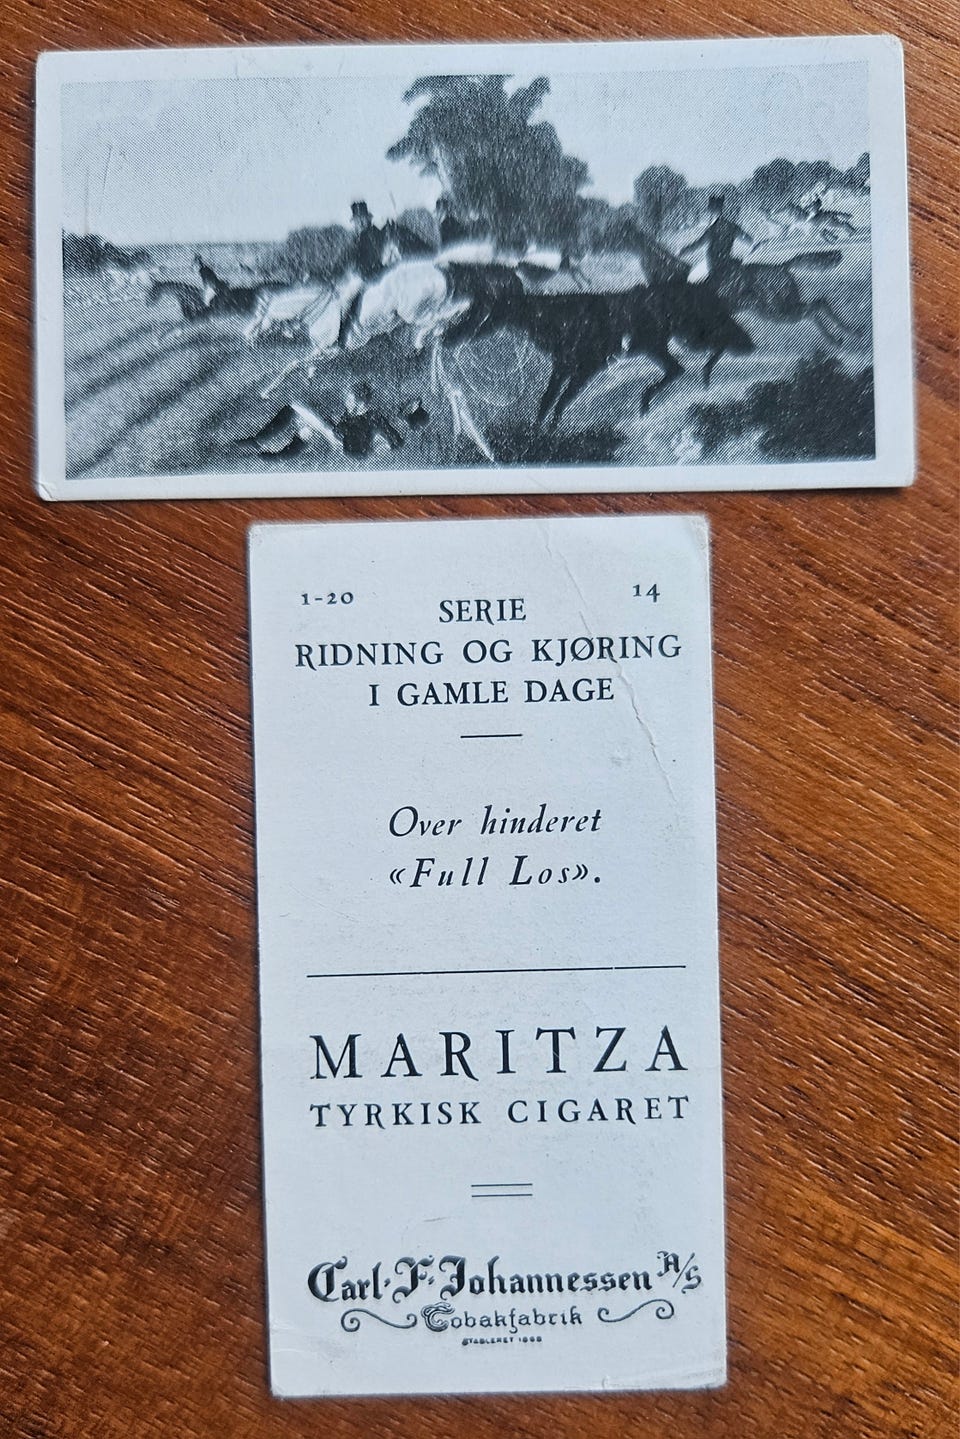 1-20
14
SERIE
RIDNING OG KJØRING
I GAMLE DAGE
Over hinderet
«Full Los».
MARITZA
TYRKISK CIGARET
Carl·F·Johannessen A/S
Tobakfabrik
ETABLERET